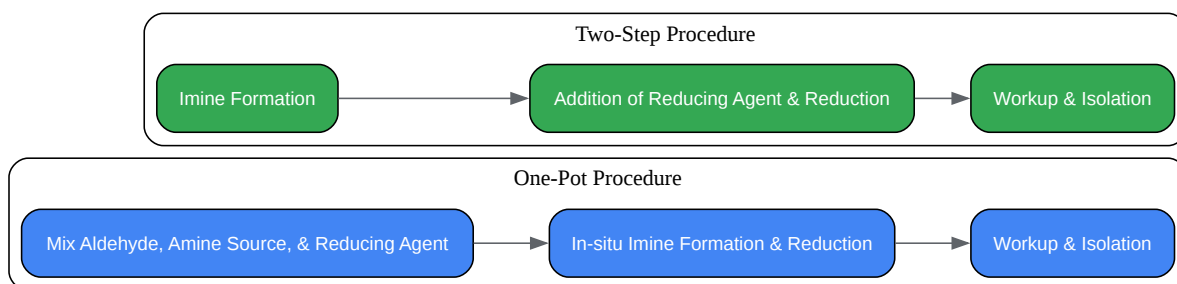 Two-Step Procedure
Imine Formation
Addition of Reducing Agent & Reduction
Workup & Isolation
One-Pot Procedure
Mix Aldehyde, Amine Source, & Reducing Agent
In-situ Imine Formation & Reduction
Workup & Isolation